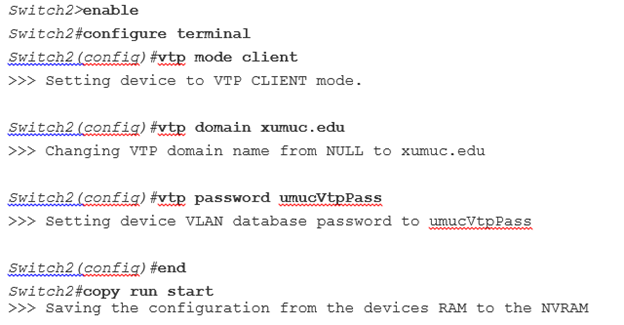 Switch2>enable
Switch2#configure terminal
Switch2(config)#vtp mode client
>>> Setting device to VTP CLIENT mode.
Switch2(config)#vtp domain xumuc.edu
>>> Changing VTP domain name from NULL to xumuc.edu
Switch2(config)#vtp password umucVtpPass
>>> Setting device VLAN database password to umucVtpPass
Switch2(config)#end
Switch2#copy run start
>>> Saving the configuration from the devices RAM to the NVRAM